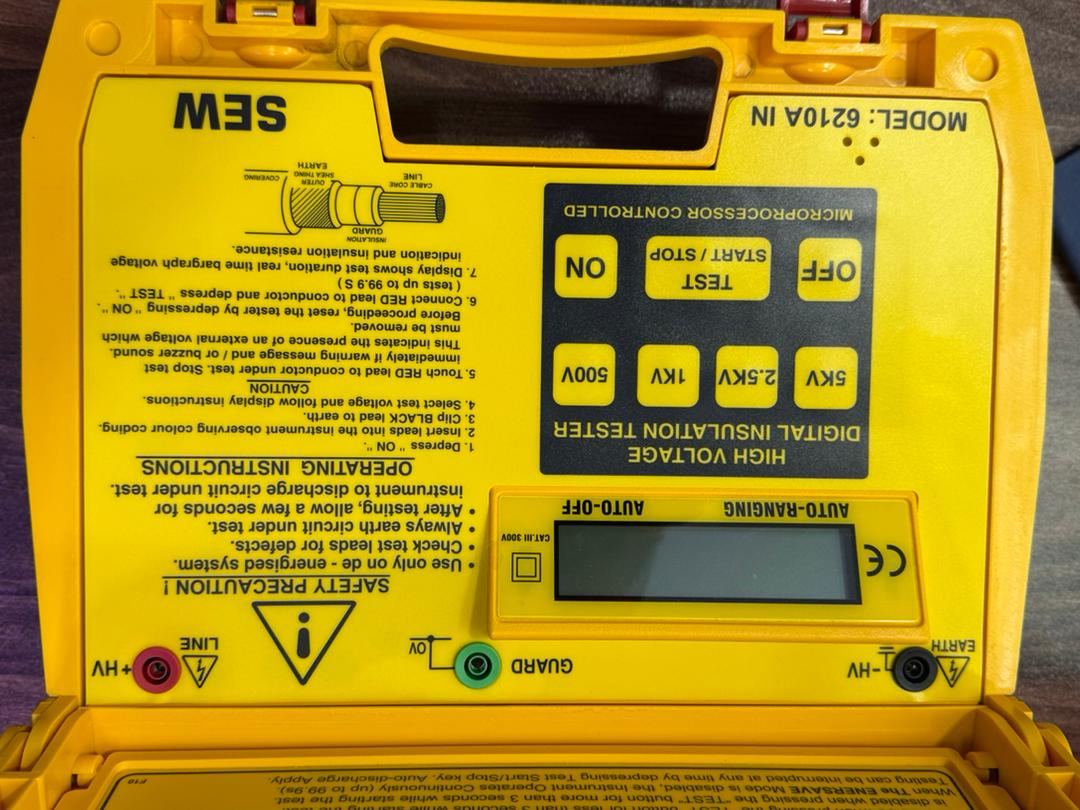 is disabled when pressing the "TEST" button for more than 3 seconds while starting the test.
When The ENERSAVE Mode is disabled, the Instrument Operates Continuously (up to 99.99s).
Testing can be interrupted at any time by depressing Test Start/Stop key. Auto-discharge Apply.
F10
EARTH
-HV
GUARD
0V
LINE
+HV
CE
CAT.III 300V
AUTO-RANGING
AUTO-OFF
HIGH VOLTAGE
DIGITAL INSULATION TESTER
5KV
2.5KV
1KV
500V
OFF
TEST
START / STOP
ON
MICROPROCESSOR CONTROLLED
MODEL: 6210A IN
SAFETY PRECAUTION !
• Use only on de - energised system.
• Check test leads for defects.
• Always earth circuit under test.
• After testing, allow a few seconds for
instrument to discharge circuit under test.
OPERATING INSTRUCTIONS
1. Depress " ON ".
2. Insert leads into the instrument observing colour coding.
3. Clip BLACK lead to earth.
4. Select test voltage and follow display instructions.
CAUTION
5. Touch RED lead to conductor under test. Stop test
immediately if warning message and / or buzzer sound.
This indicates the presence of an external voltage which
must be removed.
Before proceeding, reset the tester by depressing " ON ".
6. Connect RED lead to conductor and depress " TEST ".
( tests up to 99.9 S )
7. Display shows test duration, real time bargraph voltage
indication and insulation resistance.
INSULATION
GUARD
CABLE CORE
LINE
OUTER
SHEA THING
EARTH
COVERING
SEW